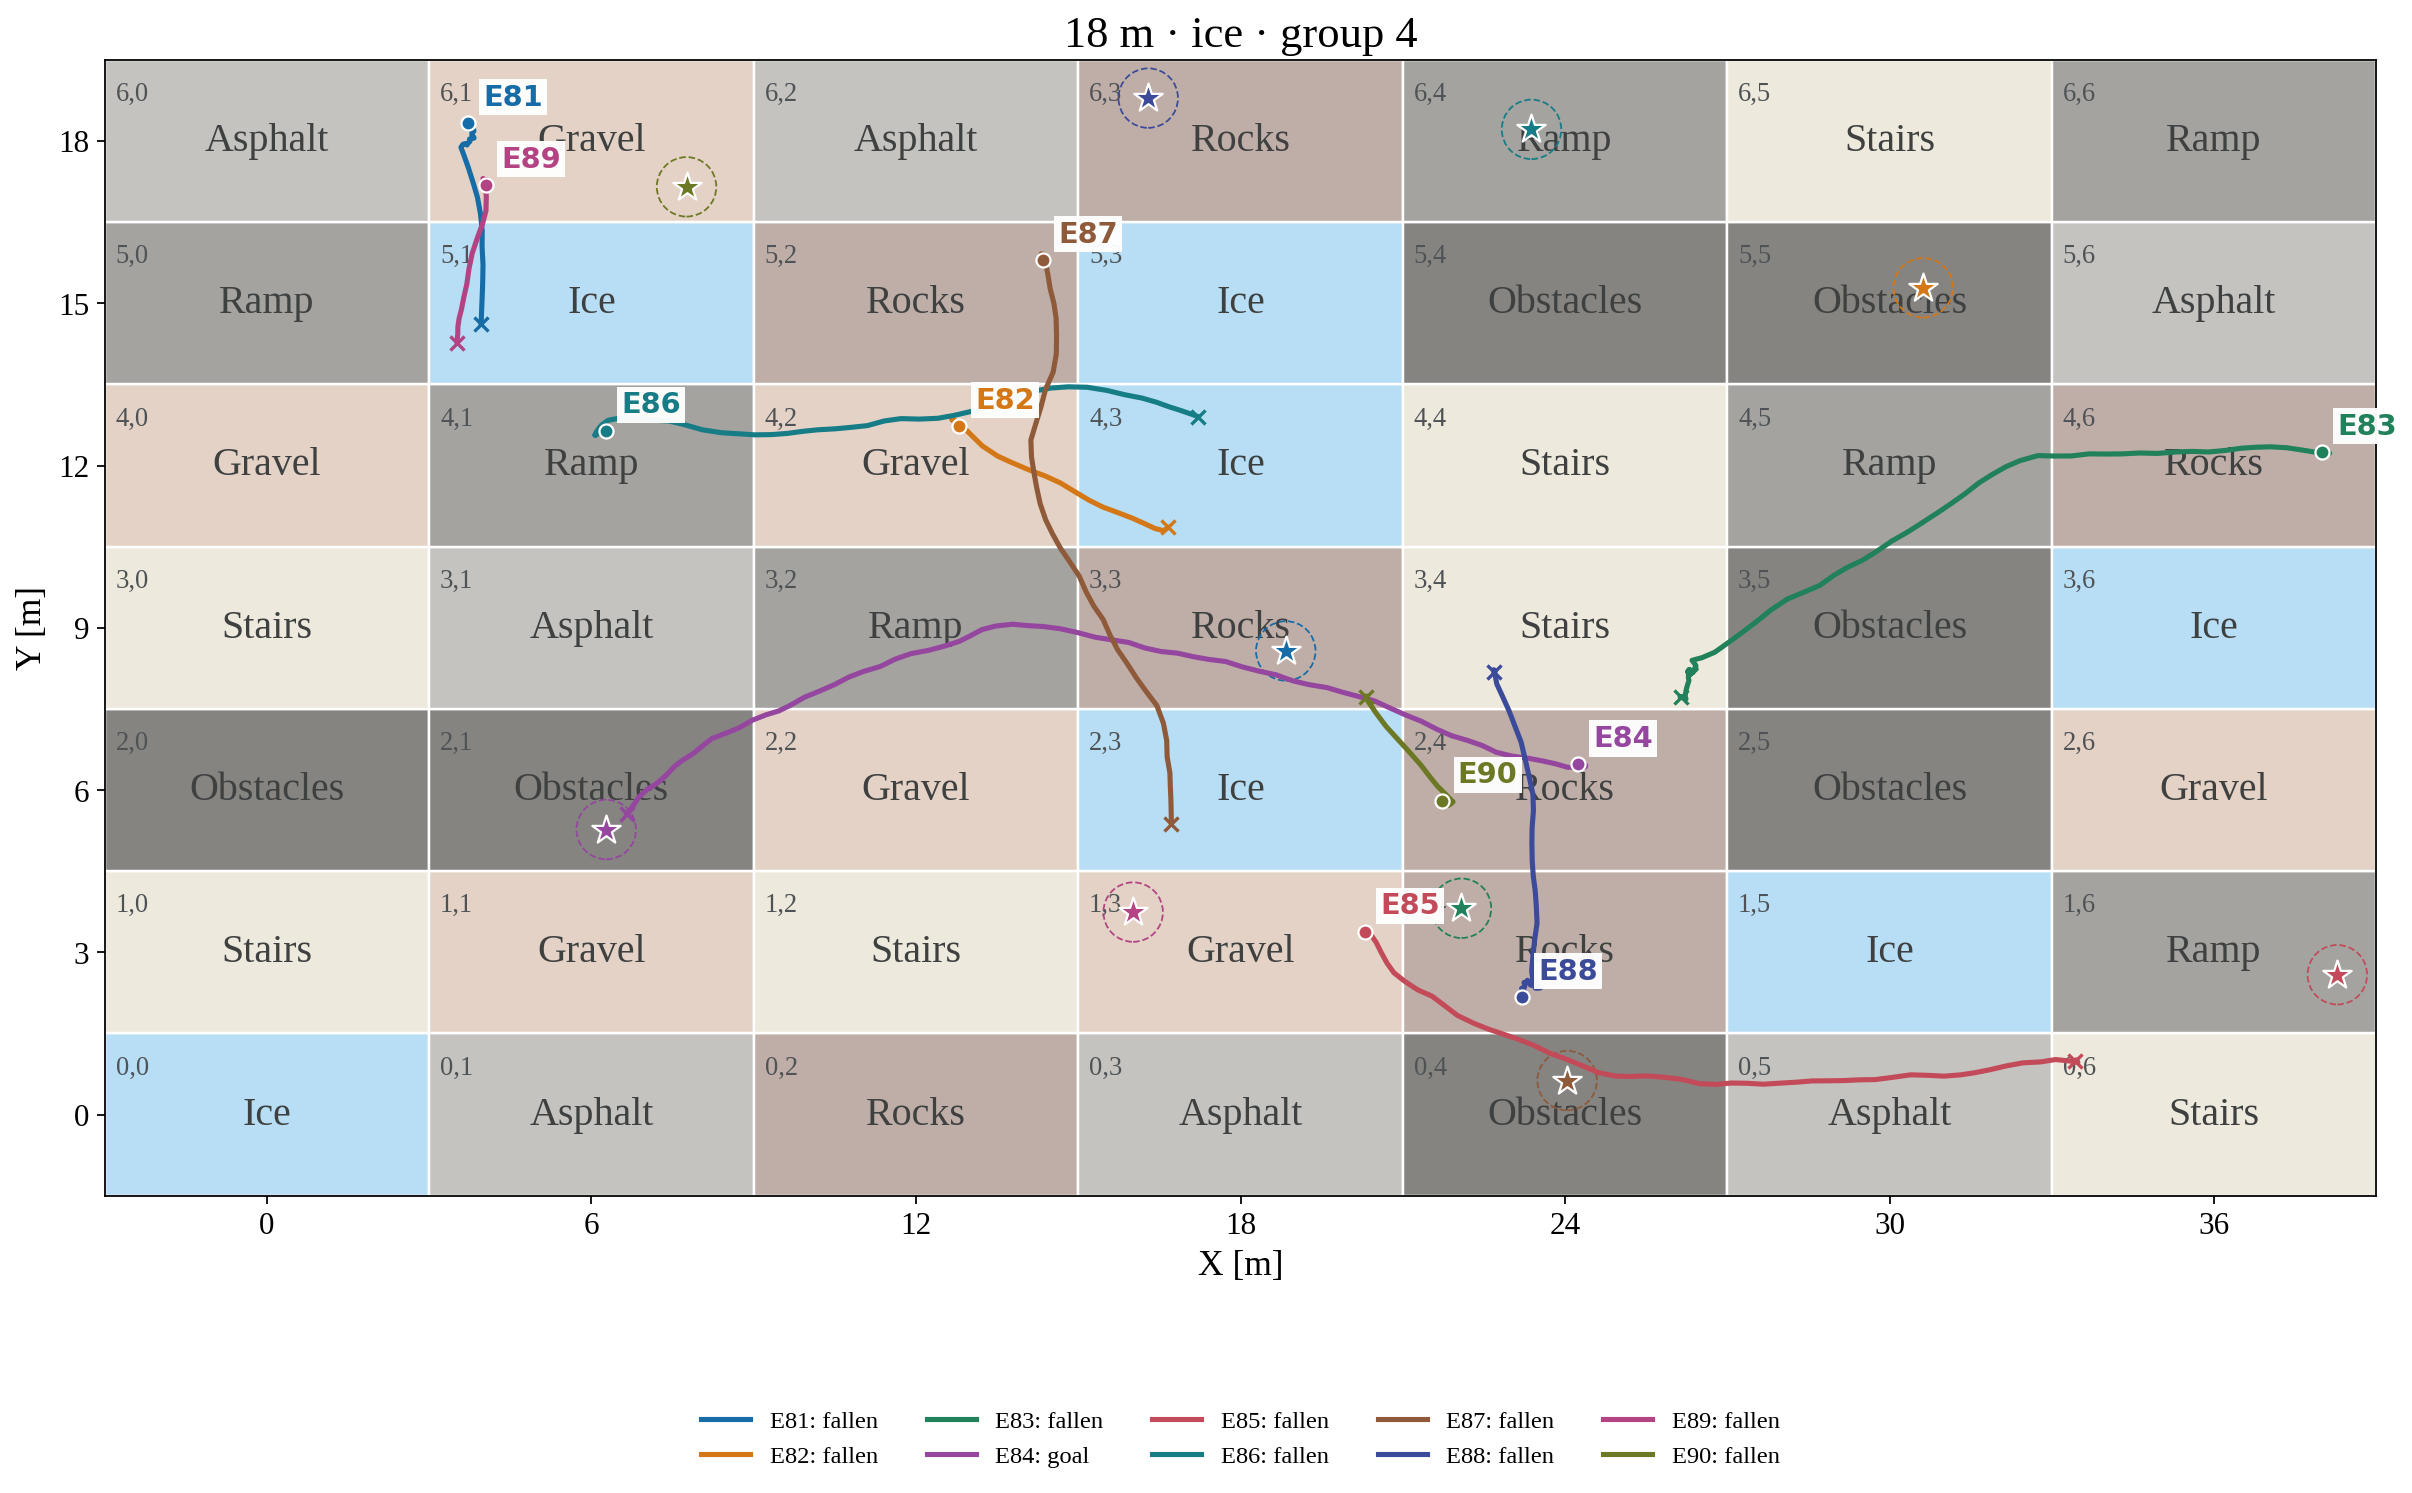 18 m · ice · group 4
6,0 6,1 6,2 6,3 6,4 6,5 6,6
E81
Asphalt Gravel Asphalt Rocks Ramp Stairs Ramp
E89
5,0 5,1 5,2 5,3 5,4 5,5 5,6
E87
Ramp Ice Rocks Ice Obstacles Obstacles Asphalt
4,0 4,1 4,2 4,3 4,4 4,5 4,6
E86 E82 E83
Gravel Ramp Gravel Ice Stairs Ramp Rocks
3,0 3,1 3,2 3,3 3,4 3,5 3,6
Stairs Asphalt Ramp Rocks Stairs Obstacles Ice
2,0 2,1 2,2 2,3 2,4 2,5 2,6
E84
E90
Obstacles Obstacles Gravel Ice Rocks Obstacles Gravel
1,0 1,1 1,2 1,3 1,5 1,6
E85
Stairs Gravel Stairs Gravel Rocks Ice Ramp
E88
0,0 0,1 0,2 0,3 0,4 0,5 0,6
Ice Asphalt Rocks Asphalt Obstacles Asphalt Stairs
18
15
12
9
6
3
0
Y [m]
0 6 12 18 24 30 36
X [m]
E81: fallen E83: fallen E85: fallen E87: fallen E89: fallen
E82: fallen E84: goal E86: fallen E88: fallen E90: fallen